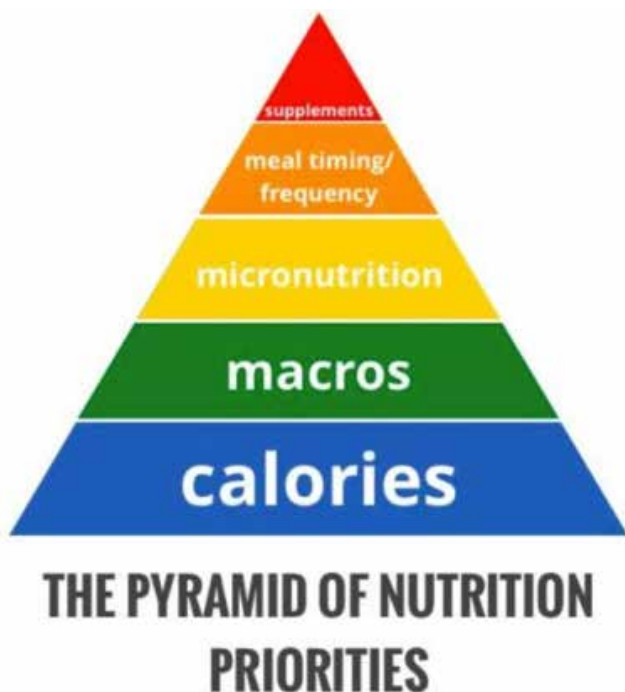 supplements
meal timing/
frequency
micronutrition
macros
calories
THE PYRAMID OF NUTRITION
PRIORITIES